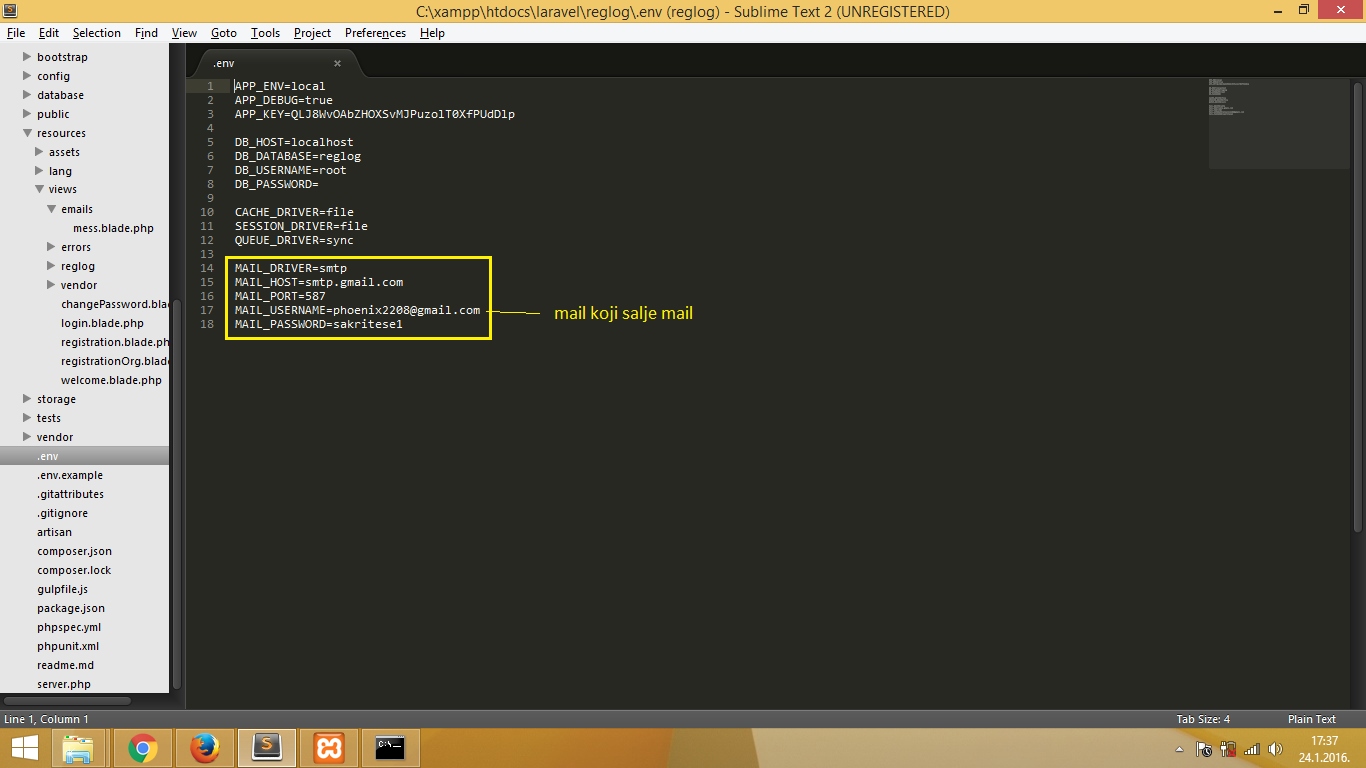 C:\xampp\htdocs\laravel\reglog\.env (reglog) - Sublime Text 2 (UNREGISTERED)
File Edit Selection Find View Goto Tools Project Preferences Help
bootstrap
config
database
public
resources
assets
lang
views
emails
mess.blade.php
errors
reglog
vendor
changePassword.blad
login.blade.php
registration.blade.ph
registrationOrg.blade
welcome.blade.php
storage
tests
vendor
.env
.env.example
.gitattributes
.gitignore
artisan
composer.json
composer.lock
gulpfile.js
package.json
phpspec.yml
phpunit.xml
readme.md
server.php
.env
1 APP_ENV=local
2 APP_DEBUG=true
3 APP_KEY=QLJ8WvOAbZHOXSvMJPuzolT0XfPUdDlp
4
5 DB_HOST=localhost
6 DB_DATABASE=reglog
7 DB_USERNAME=root
8 DB_PASSWORD=
9
10 CACHE_DRIVER=file
11 SESSION_DRIVER=file
12 QUEUE_DRIVER=sync
13
14 MAIL_DRIVER=smtp
15 MAIL_HOST=smtp.gmail.com
16 MAIL_PORT=587
17 MAIL_USERNAME=phoenix2208@gmail.com
18 MAIL_PASSWORD=sakritese1
mail koji salje mail
Line 1, Column 1
Tab Size: 4
Plain Text
17:37
24.1.2016.